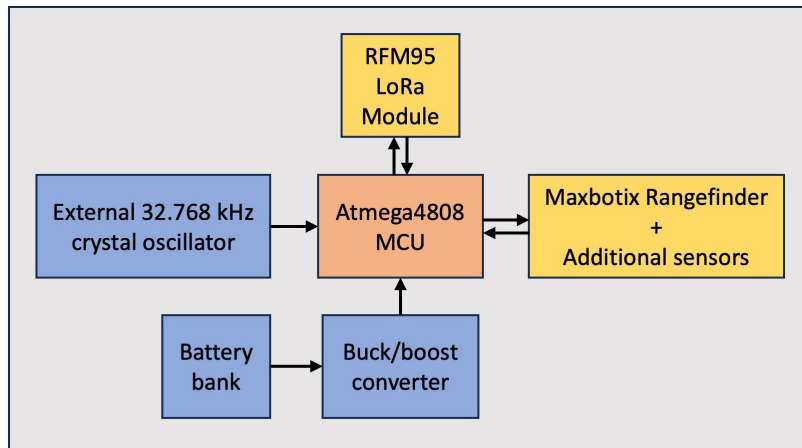 RFM95
LoRa
Module
External 32.768 kHz
crystal oscillator
Atmega4808
MCU
Maxbotix Rangefinder
+
Additional sensors
Battery
bank
Buck/boost
converter